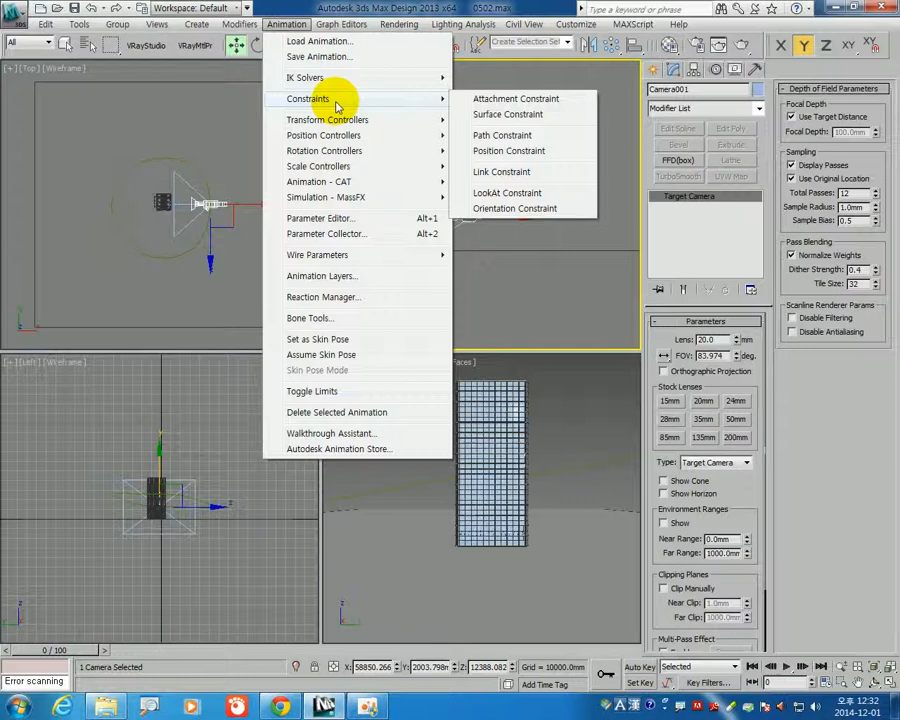 Workspace: Default
Autodesk 3ds Max Design 2013 x64
0502.max
Type a keyword or phrase
3DS
Edit Tools Group Views Create Modifiers Animation Graph Editors Rendering Lighting Analysis Civil View Customize MAXScript Help
All
VRayStudio
VRayMtlPr
Create Selection Sel
X Y Z XY
[+] [Top] [Wireframe]
Load Animation...
Save Animation...
IK Solvers
Constraints
Transform Controllers
Position Controllers
Rotation Controllers
Scale Controllers
Animation - CAT
Simulation - MassFX
Parameter Editor... Alt+1
Parameter Collector... Alt+2
Wire Parameters
Animation Layers...
Reaction Manager...
Bone Tools...
Set as Skin Pose
Assume Skin Pose
Skin Pose Mode
Toggle Limits
Delete Selected Animation
Walkthrough Assistant...
Autodesk Animation Store...
Attachment Constraint
Surface Constraint
Path Constraint
Position Constraint
Link Constraint
LookAt Constraint
Orientation Constraint
[+] [Left] [Wireframe]
Faces ]
Camera001
Modifier List
Edit Spline
Edit Poly
Bevel
Extrude
FFD(box)
Lathe
TurboSmooth
UVW Map
Target Camera
Parameters
Lens: 20.0 mm
FOV: 83.974 deg.
Orthographic Projection
Stock Lenses
15mm 20mm 24mm
28mm 35mm 50mm
85mm 135mm 200mm
Type: Target Camera
Show Cone
Show Horizon
Environment Ranges
Show
Near Range: 0.0mm
Far Range: 1000.0mm
Clipping Planes
Clip Manually
Near Clip: 1.0mm
Far Clip: 1000.0mm
Multi-Pass Effect
Depth of Field Parameters
Focal Depth
Use Target Distance
Focal Depth: 100.0mm
Sampling
Display Passes
Use Original Location
Total Passes: 12
Sample Radius: 1.0mm
Sample Bias: 0.5
Pass Blending
Normalize Weights
Dither Strength: 0.4
Tile Size: 32
Scanline Renderer Params
Disable Filtering
Disable Antialiasing
0 / 100
Error scanning
1 Camera Selected
X: 58850.266
Y: 2003.798m
Z: 12388.082
Grid = 10000.0mm
Add Time Tag
Auto Key
Selected
Set Key
Key Filters...
0
A 漢
오후 12:32
2014-12-01